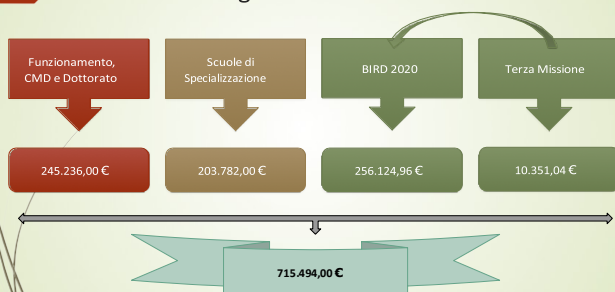 Funzionamento,
CMD e Dottorato
Scuole di
Specializzazione
BIRD 2020
Terza Missione
245.236,00 €
203.782,00 €
256.124,96 €
10.351,04 €
715.494,00 €